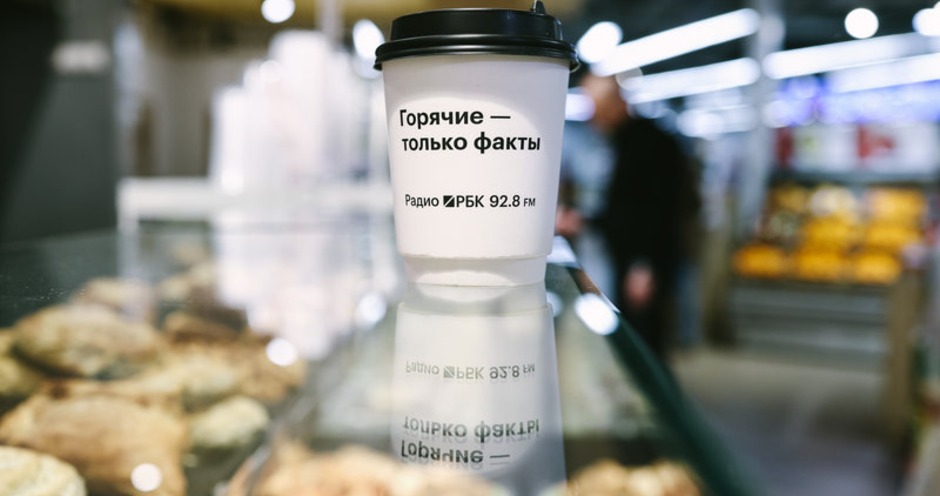 Горячие —
только факты
Радио РБК 92.8 FM